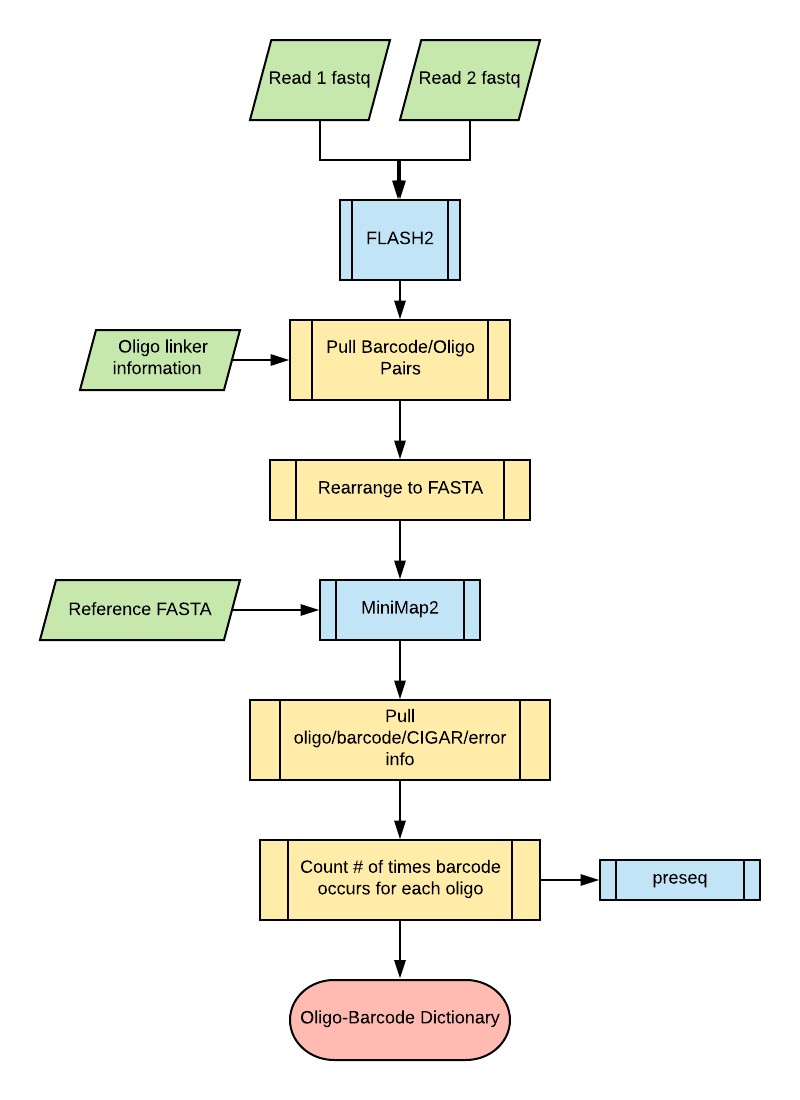 Read 1 fastq
Read 2 fastq
FLASH2
Oligo linker
information
Pull Barcode/Oligo
Pairs
Rearrange to FASTA
Reference FASTA
MiniMap2
Pull
oligo/barcode/CIGAR/error
info
Count # of times barcode
occurs for each oligo
preseq
Oligo-Barcode Dictionary